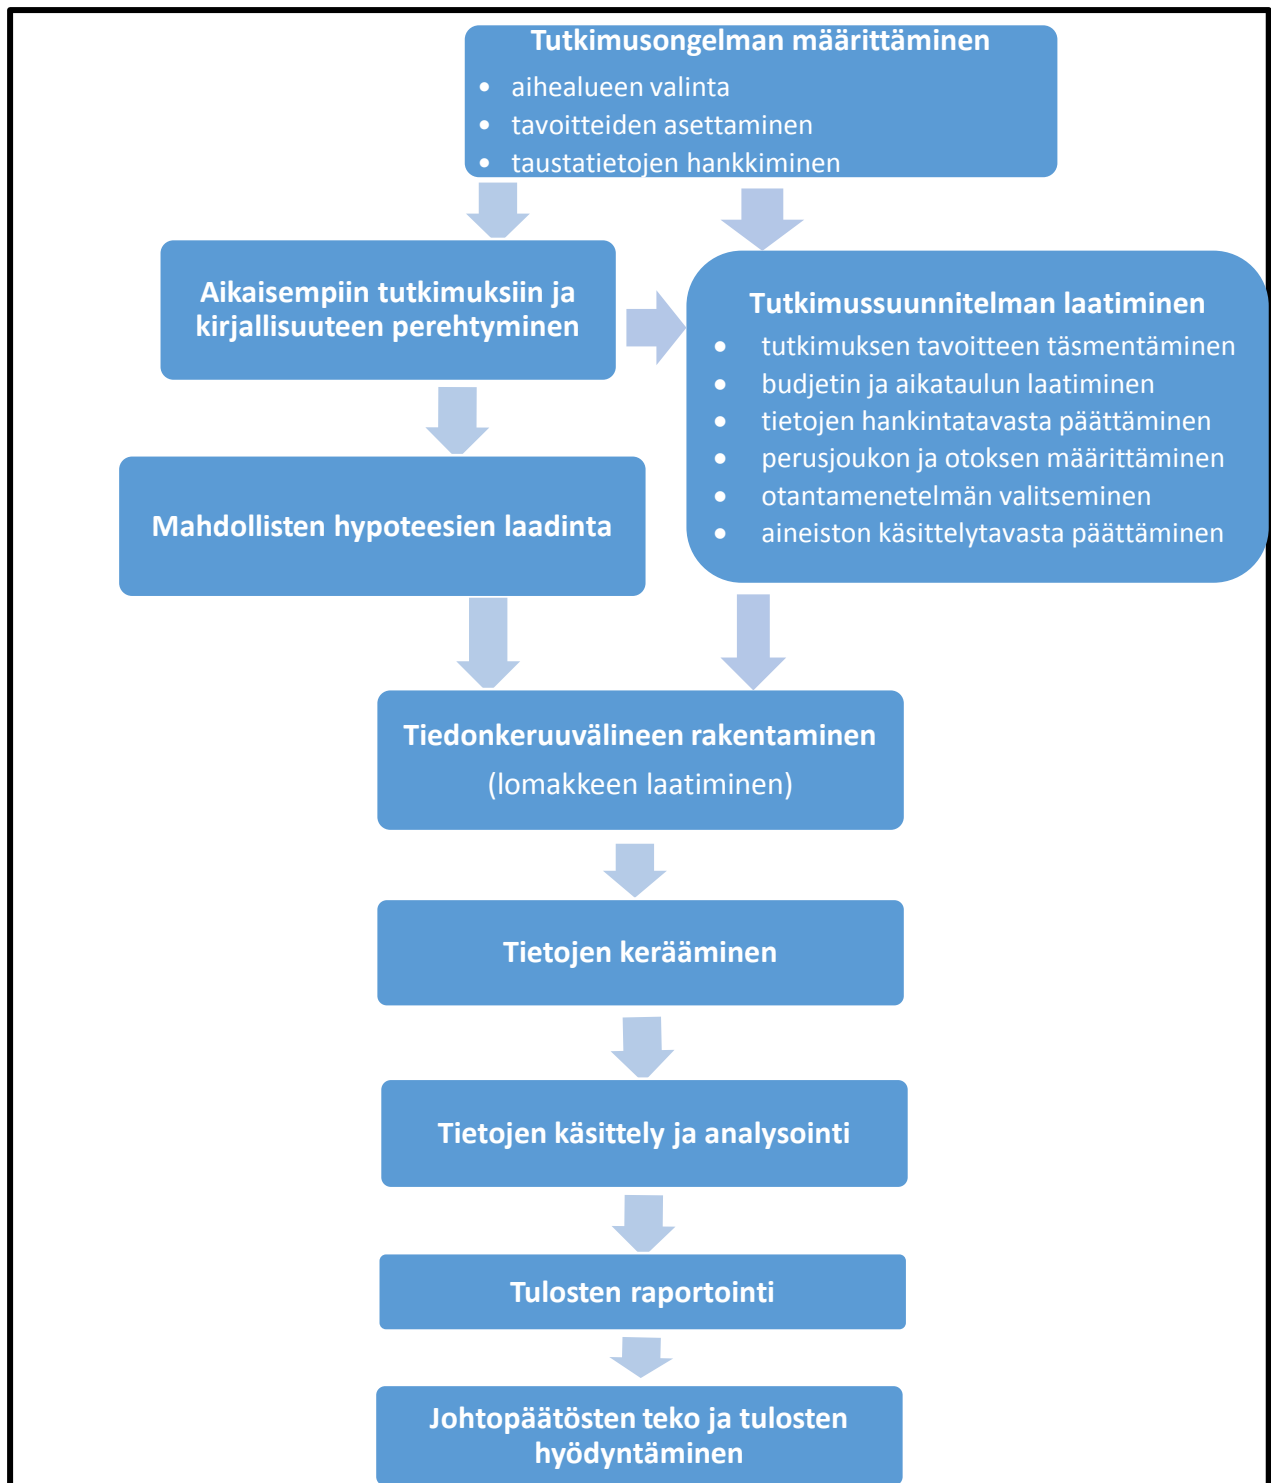 Tutkimusongelman määrittäminen
• aihealueen valinta
• tavoitteiden asettaminen
• taustatietojen hankkiminen
Aikaisempiin tutkimuksiin ja
kirjallisuuteen perehtyminen
Tutkimussuunnitelman laatiminen
• tutkimuksen tavoitteen täsmentäminen
• budjetin ja aikataulun laatiminen
• tietojen hankintatavasta päättäminen
• perusjoukon ja otoksen määrittäminen
• otantamenetelmän valitseminen
• aineiston käsittelytavasta päättäminen
Mahdollisten hypoteesien laadinta
Tiedonkeruuvälineen rakentaminen
(lomakkeen laatiminen)
Tietojen kerääminen
Tietojen käsittely ja analysointi
Tulosten raportointi
Johtopäätösten teko ja tulosten
hyödyntäminen